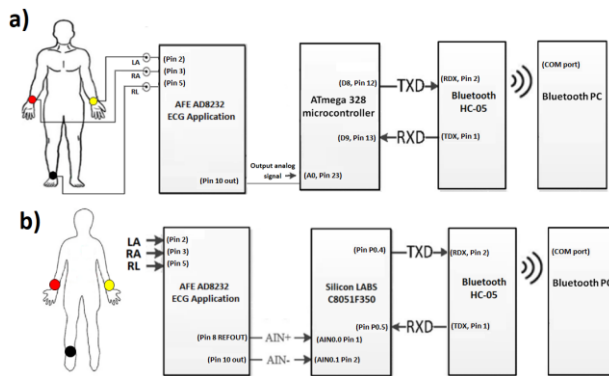 a)
LA
RA
RL
(Pin 2)
(Pin 3)
(Pin 5)
AFE AD8232
ECG Application
(Pin 10 out)
Output analog
signal
(D8, Pin 12)
ATmega 328
microcontroller
(D9, Pin 13)
(A0, Pin 23)
TXD
RXD
(RDX, Pin 2)
Bluetooth
HC-05
(TDX, Pin 1)
(COM port)
Bluetooth PC
b)
LA
RA
RL
(Pin 2)
(Pin 3)
(Pin 5)
AFE AD8232
ECG Application
(Pin 8 REFOUT)
(Pin 10 out)
AIN+
AIN-
(Pin P0.4)
Silicon LABS
C8051F350
(Pin P0.5)
(AIN0.0 Pin 1)
(AIN0.1 Pin 2)
TXD
RXD
(RDX, Pin 2)
Bluetooth
HC-05
(TDX, Pin 1)
(COM port)
Bluetooth PC